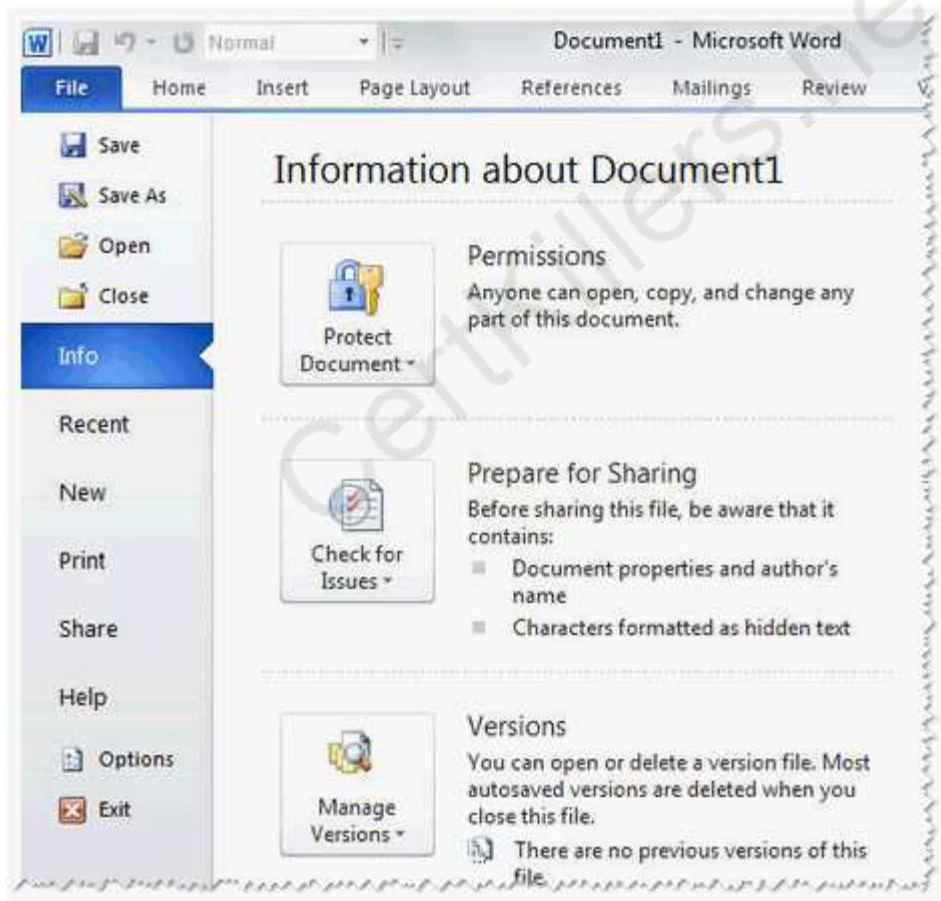 Normal
Document1 - Microsoft Word
File Home Insert Page Layout References Mailings Review
Save
Save As
Open
Close
Info
Recent
New
Print
Share
Help
Options
Exit
Information about Document1
Protect
Document
Permissions
Anyone can open, copy, and change any
part of this document.
Check for
Issues
Prepare for Sharing
Before sharing this file, be aware that it
contains:
Document properties and author's
name
Characters formatted as hidden text
Manage
Versions
Versions
You can open or delete a version file. Most
autosaved versions are deleted when you
close this file.
There are no previous versions of this
file.